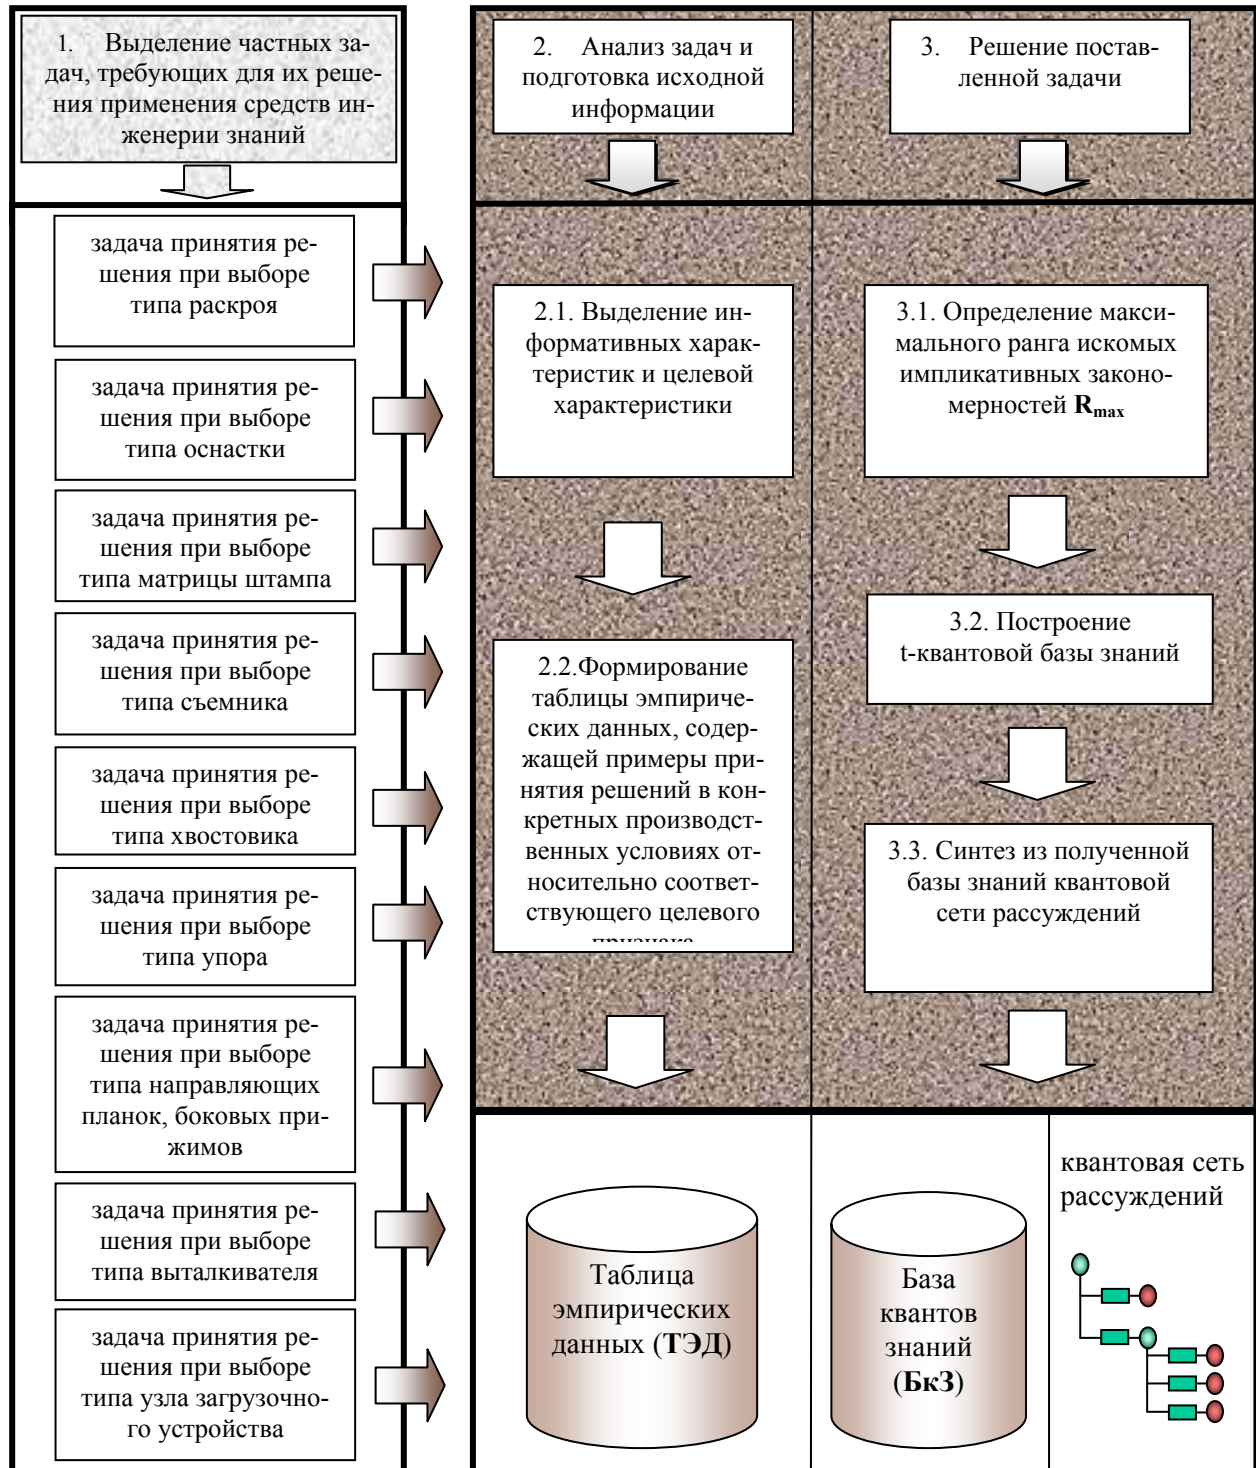 1. Выделение частных за-
дач, требующих для их реше-
ния применения средств ин-
женерии знаний
задача принятия ре-
шения при выборе
типа раскроя
задача принятия ре-
шения при выборе
типа оснастки
задача принятия ре-
шения при выборе
типа матрицы штампа
задача принятия ре-
шения при выборе
типа съемника
задача принятия ре-
шения при выборе
типа хвостовика
задача принятия ре-
шения при выборе
типа упора
задача принятия ре-
шения при выборе
типа направляющих
планок, боковых при-
жимов
задача принятия ре-
шения при выборе
типа выталкивателя
задача принятия ре-
шения при выборе
типа узла загрузочно-
го устройства
2. Анализ задач и
подготовка исходной
информации
2.1. Выделение ин-
формативных харак-
теристик и целевой
характеристики
2.2.Формирование
таблицы эмпириче-
ских данных, содер-
жащей примеры при-
нятия решений в кон-
кретных производст-
венных условиях от-
носительно соответ-
ствующего целевого
признака
Таблица
эмпирических
данных (ТЭД)
3. Решение постав-
ленной задачи
3.1. Определение макси-
мального ранга искомых
импликативных законо-
мерностей Rmax
3.2. Построение
t-квантовой базы знаний
3.3. Синтез из полученной
базы знаний квантовой
сети рассуждений
База
квантов
знаний
(БкЗ)
квантовая сеть
рассуждений